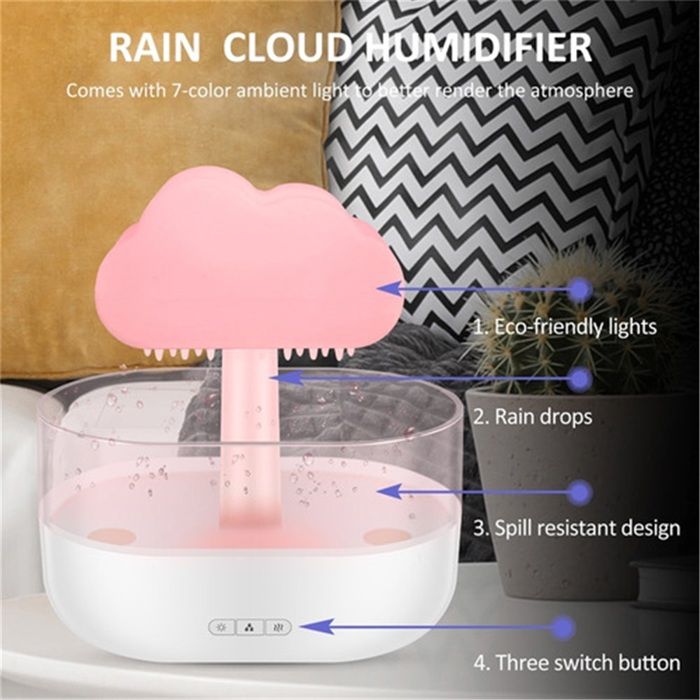 RAIN CLOUD HUMIDIFIER
Comes with 7-color ambient light to better render the atmosphere
1. Eco-friendly lights
2. Rain drops
3. Spill resistant design
4. Three switch button